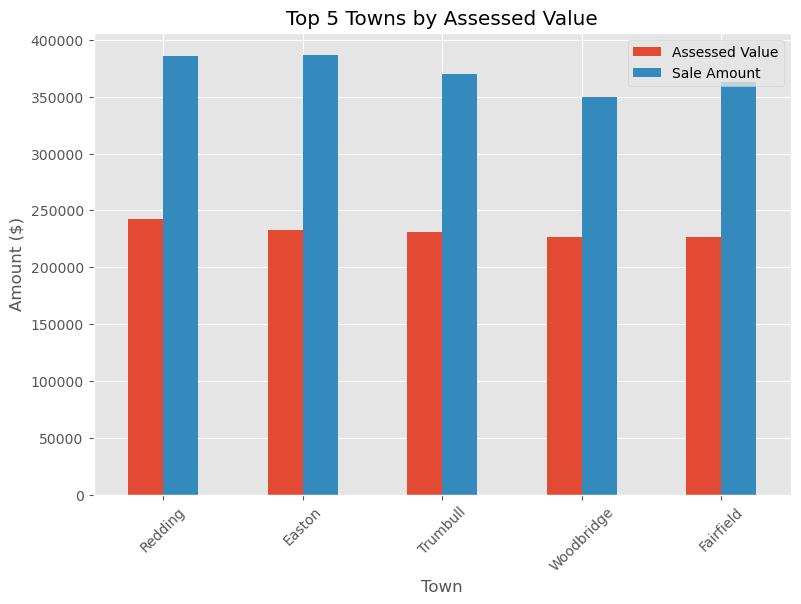 Top 5 Towns by Assessed Value
Assessed Value
Sale Amount
Amount ($)
400000
350000
300000
250000
200000
150000
100000
50000
0
Redding
Easton
Trumbull
Woodbridge
Fairfield
Town